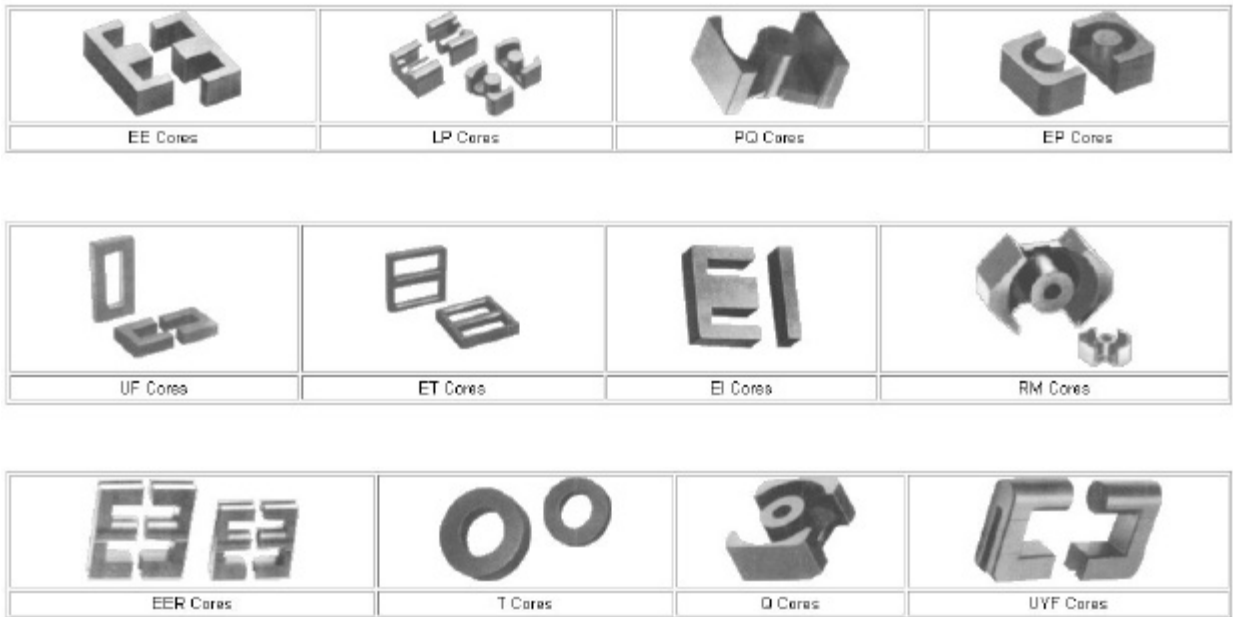 EE Cores
LP Cores
PQ Cores
EP Cores
UF Cores
ET Cores
EI Cores
RM Cores
EER Cores
T Cores
Q Cores
UYF Cores